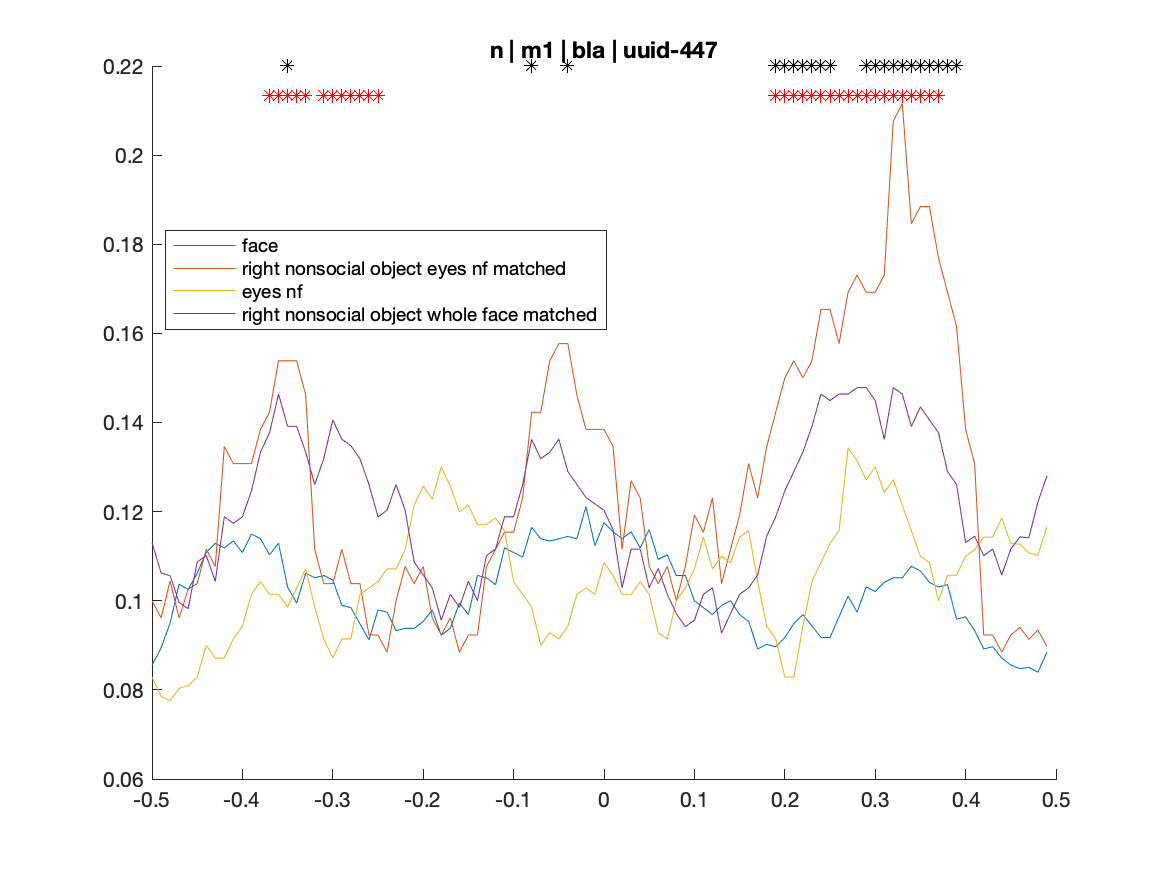 n | m1 | bla | uuid-447
0.22
0.2
0.18
0.16
0.14
0.12
0.1
0.08
0.06
face
right nonsocial object eyes nf matched
eyes nf
right nonsocial object whole face matched
-0.5 -0.4 -0.3 -0.2 -0.1 0 0.1 0.2 0.3 0.4 0.5